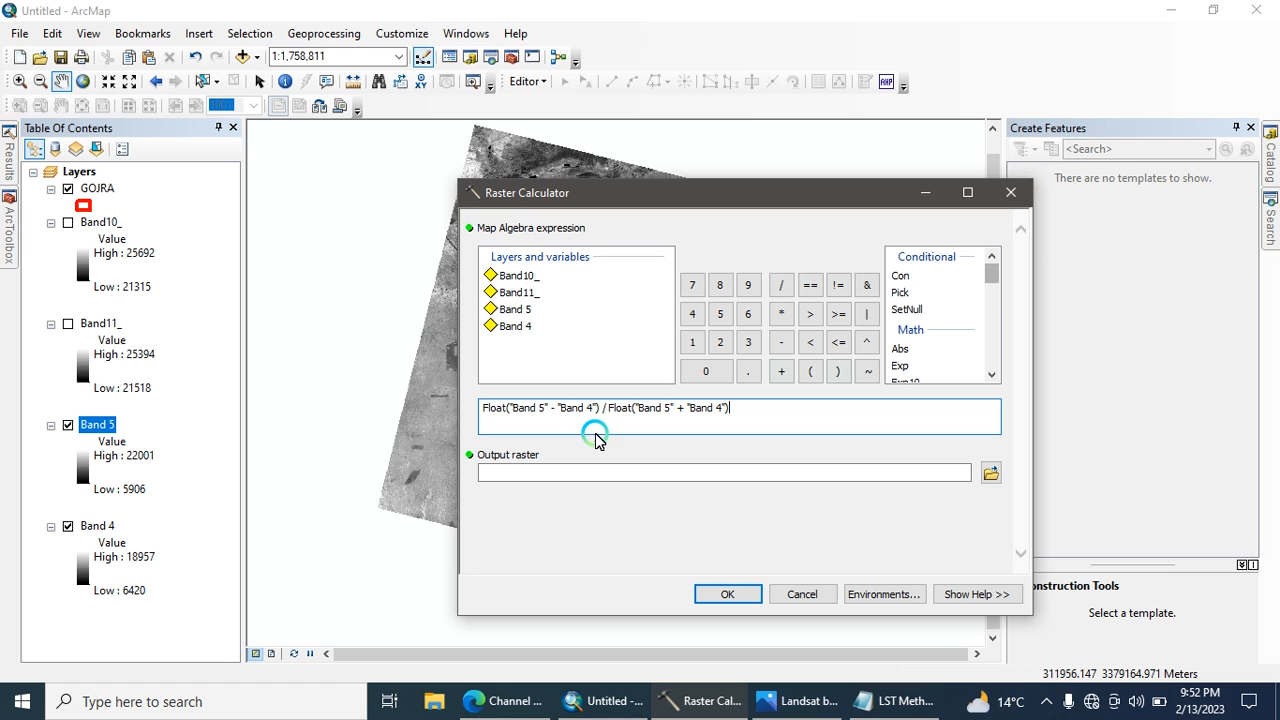 Untitled - ArcMap
File Edit View Bookmarks Insert Selection Geoprocessing Customize Windows Help
1:1,758,811
Editor
Table Of Contents
Create Features
<Search>
There are no templates to show.
Results
ArcToolbox
Catalog
Search
Layers
GOJRA
Band10_
Value
High : 25692
Low : 21315
Band11_
Value
High : 25394
Low : 21518
Band 5
Value
High : 22001
Low : 5906
Band 4
Value
High : 18957
Low : 6420
Raster Calculator
Map Algebra expression
Layers and variables
Band10_
Band11_
Band 5
Band 4
7 8 9 / == != &
4 5 6 * > >= |
1 2 3 - < <= ^
0 . + ( ) ~
Conditional
Con
Pick
SetNull
Math
Abs
Exp
Exp10
Float("Band 5" - "Band 4") / Float("Band 5" + "Band 4")
Output raster
OK Cancel Environments... Show Help >>
onstruction Tools
Select a template.
311956.147 3379164.971 Meters
Type here to search
Channel ...
Untitled -...
Raster Cal...
Landsat b...
LST Meth...
14°C
9:52 PM
2/13/2023